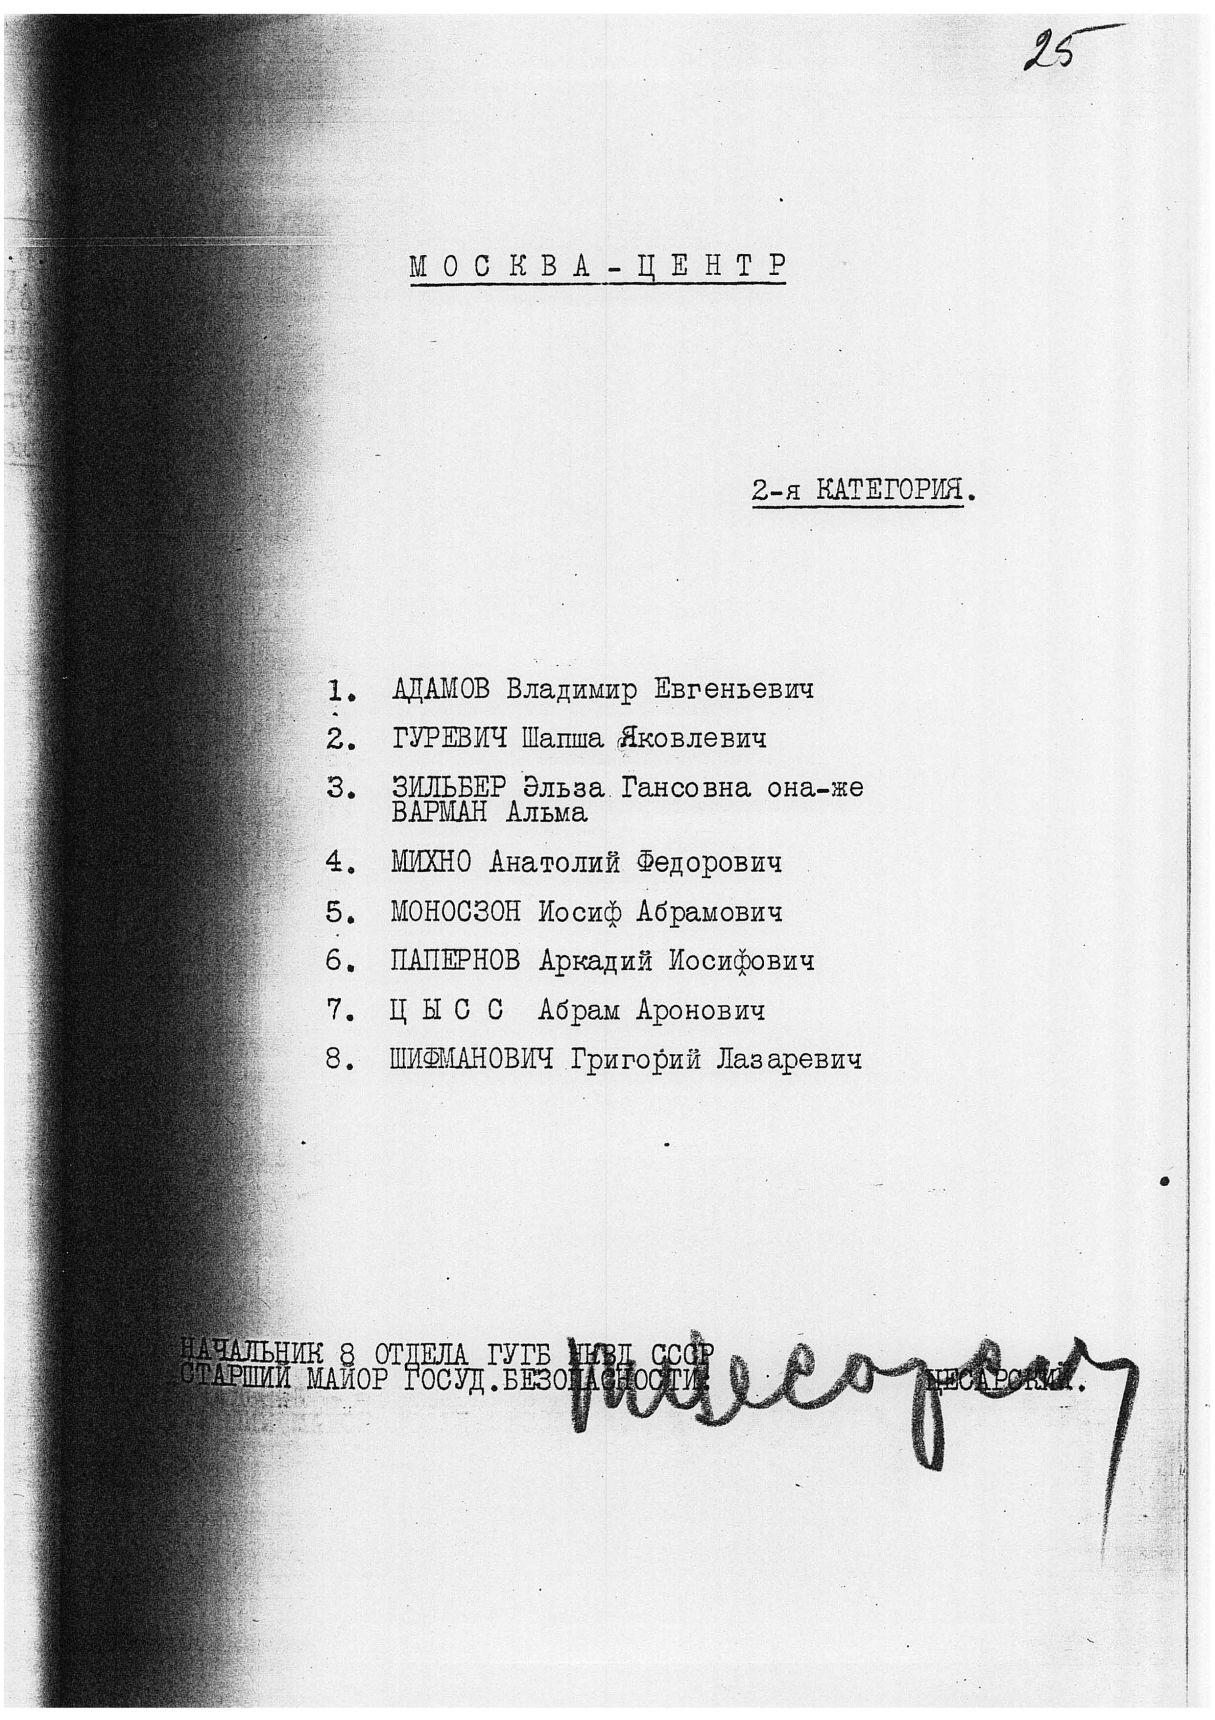 25
МОСКВА-ЦЕНТР
2-я КАТЕГОРИЯ.
1. АДАМОВ Владимир Евгеньевич
2. ГУРЕВИЧ Шапша Яковлевич
3. ЗИЛЬБЕР Эльза Гансовна она-же
ВАРМАН Альма
4. МИХНО Анатолий Федорович
5. МОНОСЗОН Иосиф Абрамович
6. ПАПЕРНОВ Аркадий Иосифович
7. Ц Ы С С Абрам Аронович
8. ШИФМАНОВИЧ Григорий Лазаревич
НАЧАЛЬНИК 8 ОТДЕЛА ГУГБ НКВД СССР
СТАРШИЙ МАЙОР ГОСУД.БЕЗОПАСНОСТИ: ЦЕСАРСКИЙ.